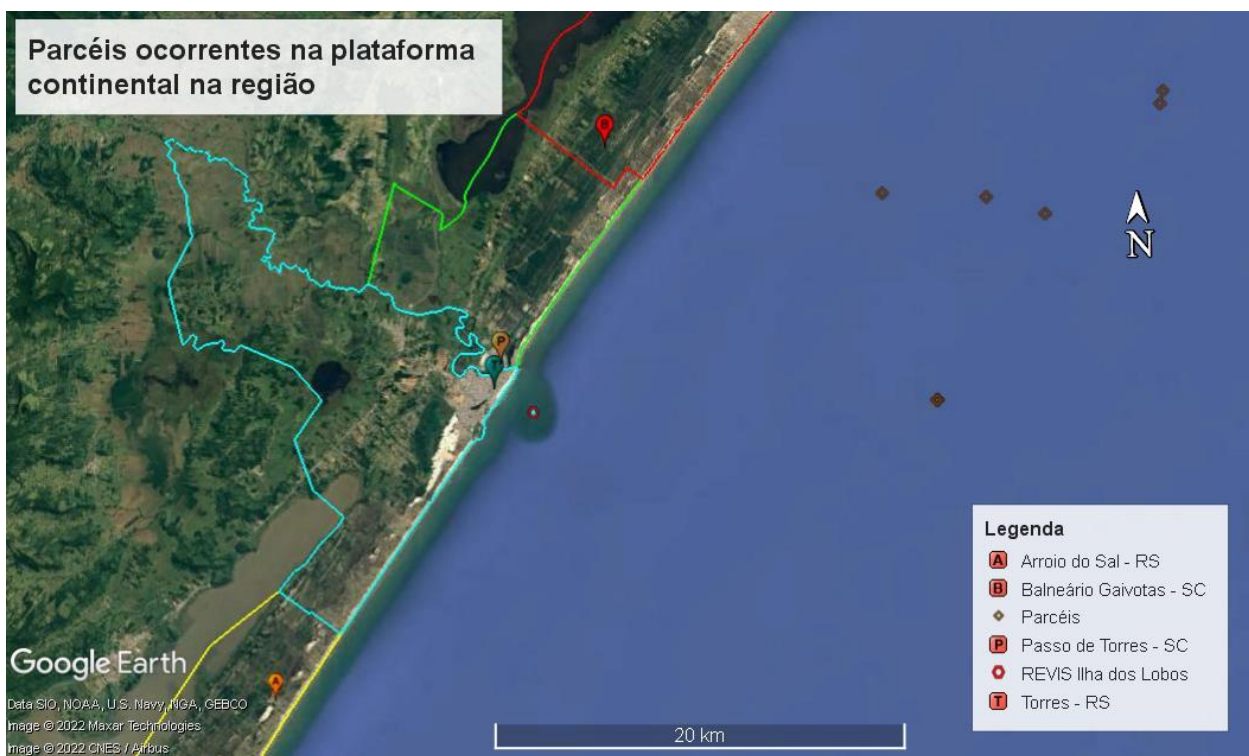 Parcéis ocorrentes na plataforma
continental na região
B
N
P
T
A
Legenda
A Arroio do Sal - RS
B Balneário Gaivotas - SC
Parcéis
P Passo de Torres - SC
REVIS Ilha dos Lobos
T Torres - RS
20 km
Google Earth
Data SIO, NOAA, U.S. Navy, NGA, GEBCO
Image © 2022 Maxar Technologies
Image © 2022 CNES / Airbus